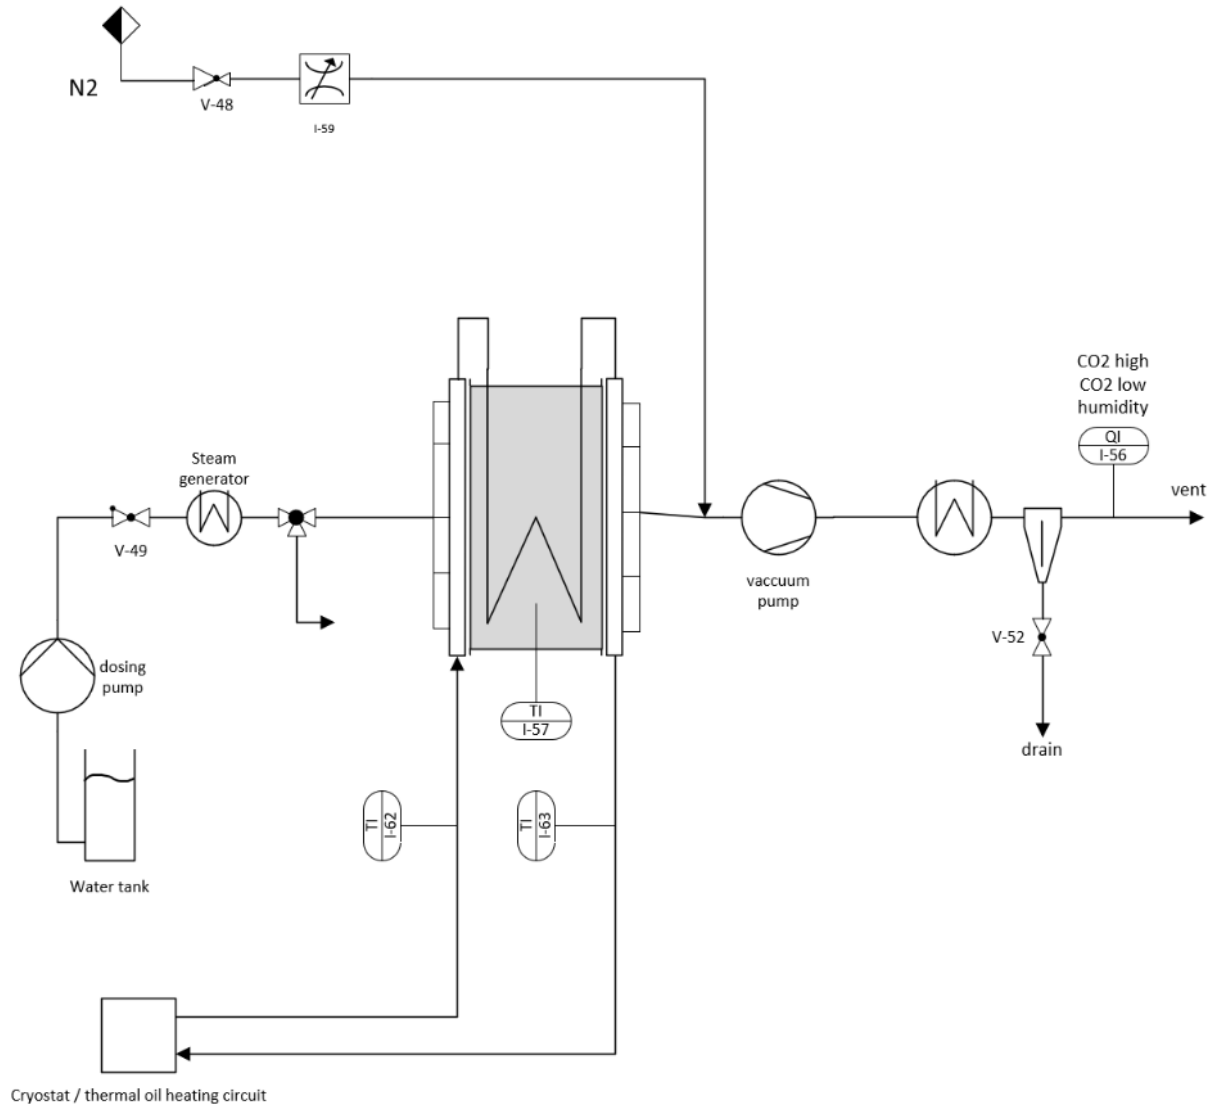 N2
V-48
I-59
CO2 high
CO2 low
humidity
QI
I-56
vent
Steam
generator
V-49
vaccuum
pump
V-52
drain
dosing
pump
TI
I-57
TI
I-62
TI
I-63
Water tank
Cryostat / thermal oil heating circuit